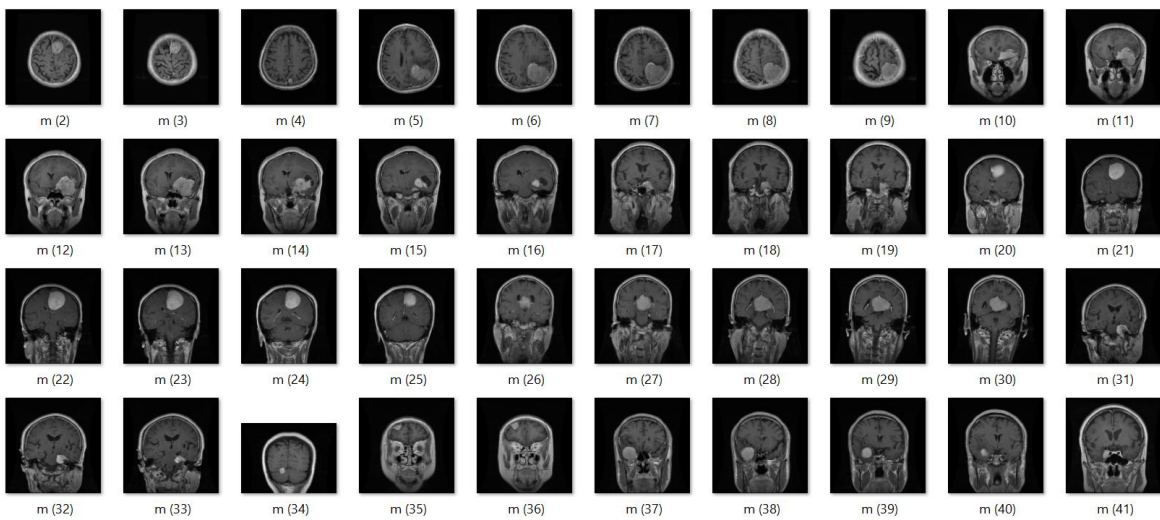 m (2) m (3) m (4) m (5) m (6) m (7) m (8) m (9) m (10) m (11)
m (12) m (13) m (14) m (15) m (16) m (17) m (18) m (19) m (20) m (21)
m (22) m (23) m (24) m (25) m (26) m (27) m (28) m (29) m (30) m (31)
m (32) m (33) m (34) m (35) m (36) m (37) m (38) m (39) m (40) m (41)